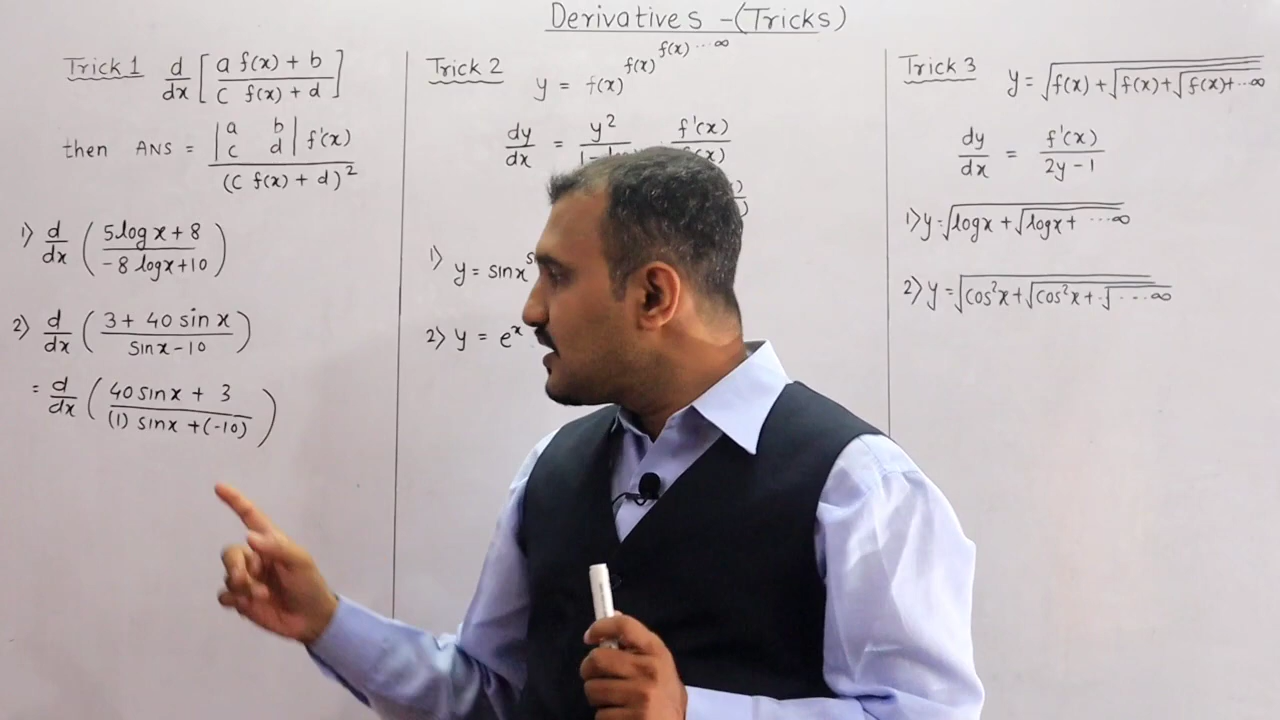 Derivatives -(Tricks)
Trick 1 d/dx [ (a f(x) + b) / (C f(x) + d) ]
then ANS = |a b; c d| f'(x) / (C f(x) + d)²
1) d/dx ( (5 log x + 8) / (-8 log x + 10) )
2) d/dx ( (3 + 40 sin x) / (sin x - 10) )
= d/dx ( (40 sin x + 3) / ((1) sin x + (-10)) )
Trick 2
y = f(x)^f(x)^f(x)^...∞
dy/dx = y² f'(x)
1) y = sin x
2) y = e^x
Trick 3 y = √(f(x) + √(f(x) + √(f(x) + ...∞
dy/dx = f'(x) / (2y - 1)
1) y = √(log x + √(log x + ...∞
2) y = √(cos²x + √(cos²x + √ ....∞